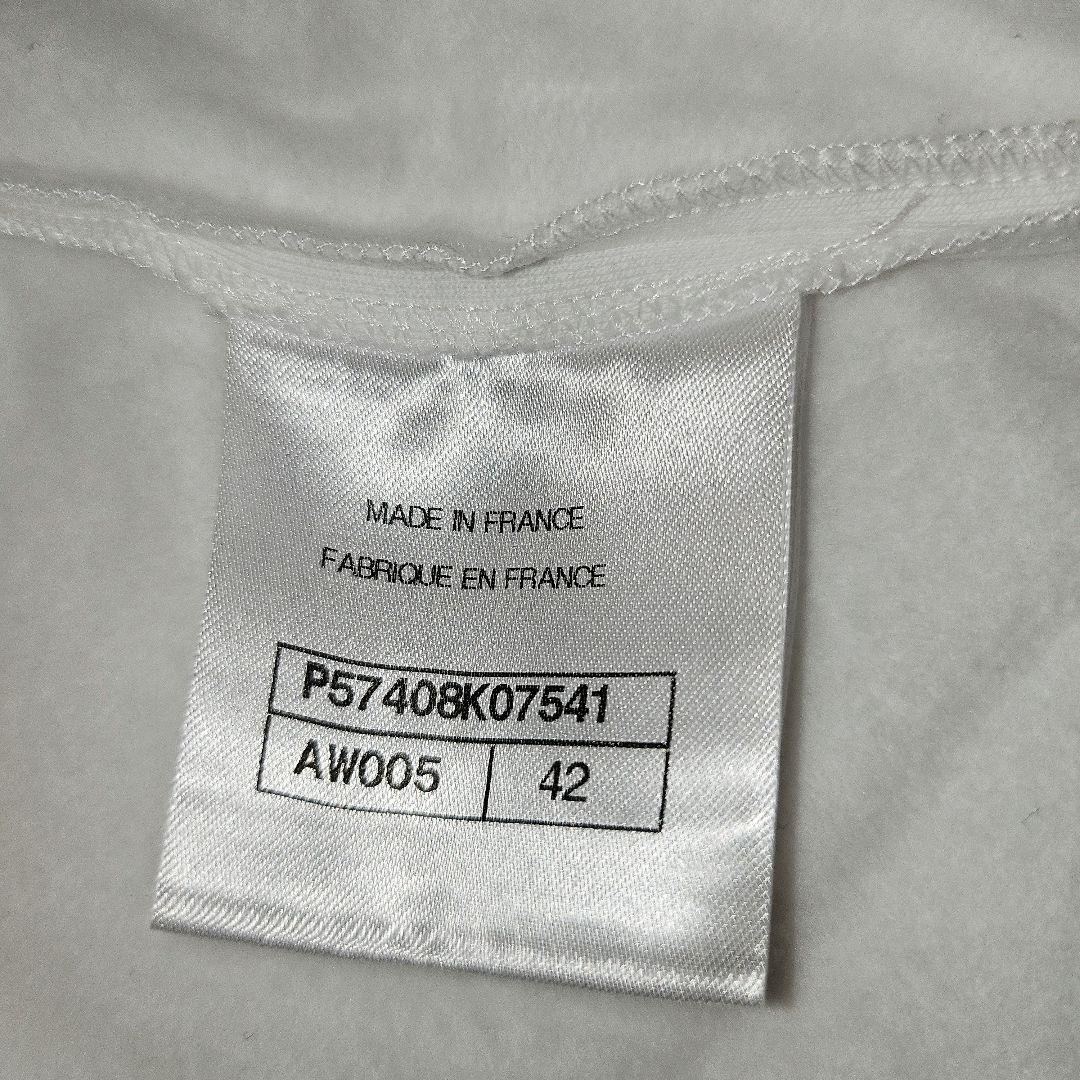 MADE IN FRANCE
FABRIQUE EN FRANCE
P57408K07541
AW005 42